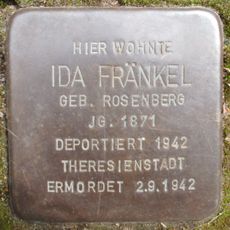 HIER WOHNTE
IDA FRÄNKEL
GEB. ROSENBERG
JG. 1871
DEPORTIERT 1942
THERESIENSTADT
ERMORDET 2.9.1942